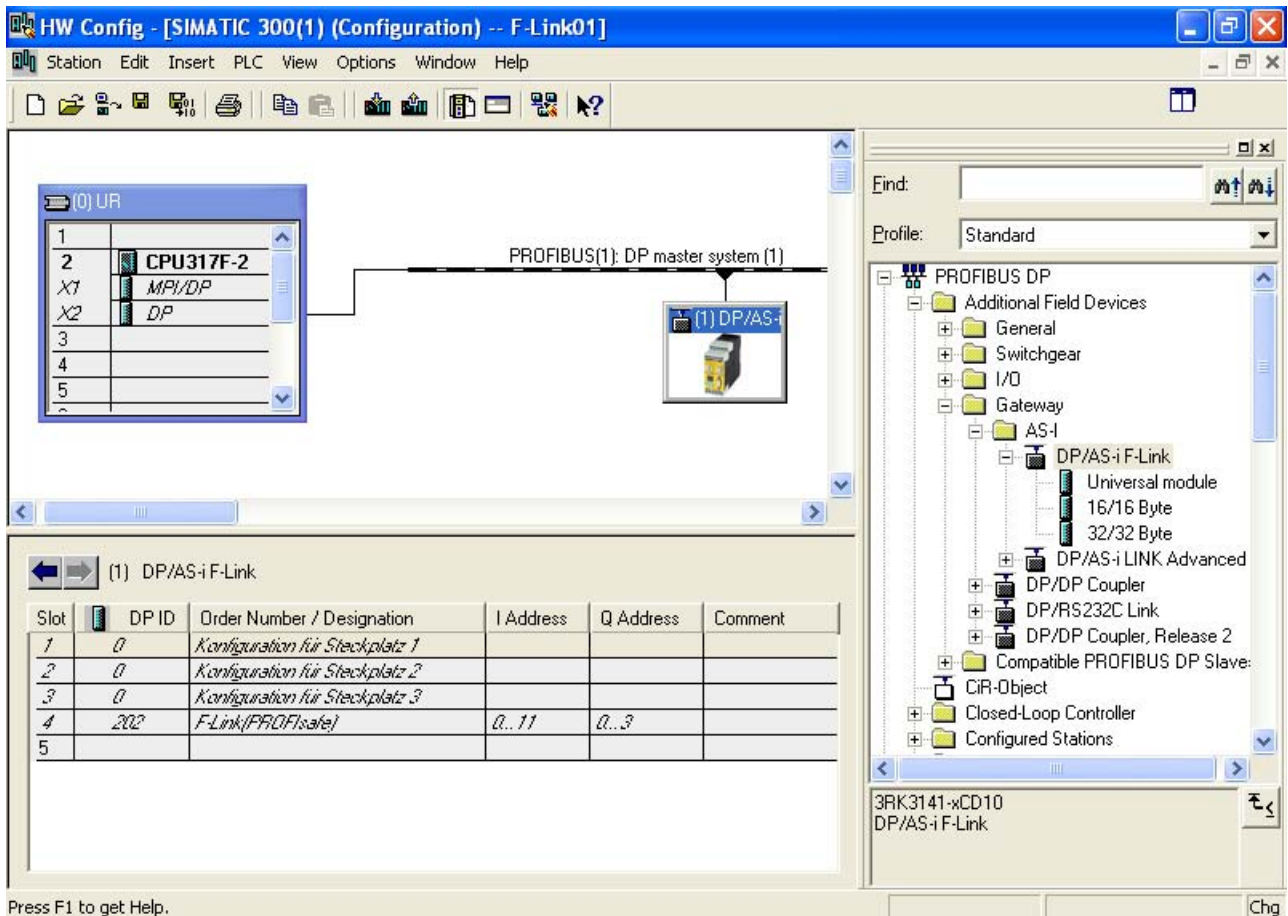 HW Config - [SIMATIC 300(1) (Configuration) -- F-Link01]
Station Edit Insert PLC View Options Window Help
(0) UR
1
2 CPU317F-2
X1 MPI/DP
X2 DP
3
4
5
PROFIBUS(1): DP master system (1)
(1) DP/AS-i
(1) DP/AS-i F-Link
Slot DP ID Order Number / Designation I Address Q Address Comment
1 0 Konfiguration für Steckplatz 1
2 0 Konfiguration für Steckplatz 2
3 0 Konfiguration für Steckplatz 3
4 202 F-Link(PROFIsafe) 0...11 0...3
5
Find:
Profile: Standard
PROFIBUS DP
Additional Field Devices
General
Switchgear
I/O
Gateway
AS-I
DP/AS-i F-Link
Universal module
16/16 Byte
32/32 Byte
DP/AS-i LINK Advanced
DP/DP Coupler
DP/RS232C Link
DP/DP Coupler, Release 2
Compatible PROFIBUS DP Slave
CiR-Object
Closed-Loop Controller
Configured Stations
3RK3141-xCD10
DP/AS-i F-Link
Press F1 to get Help.
Chg